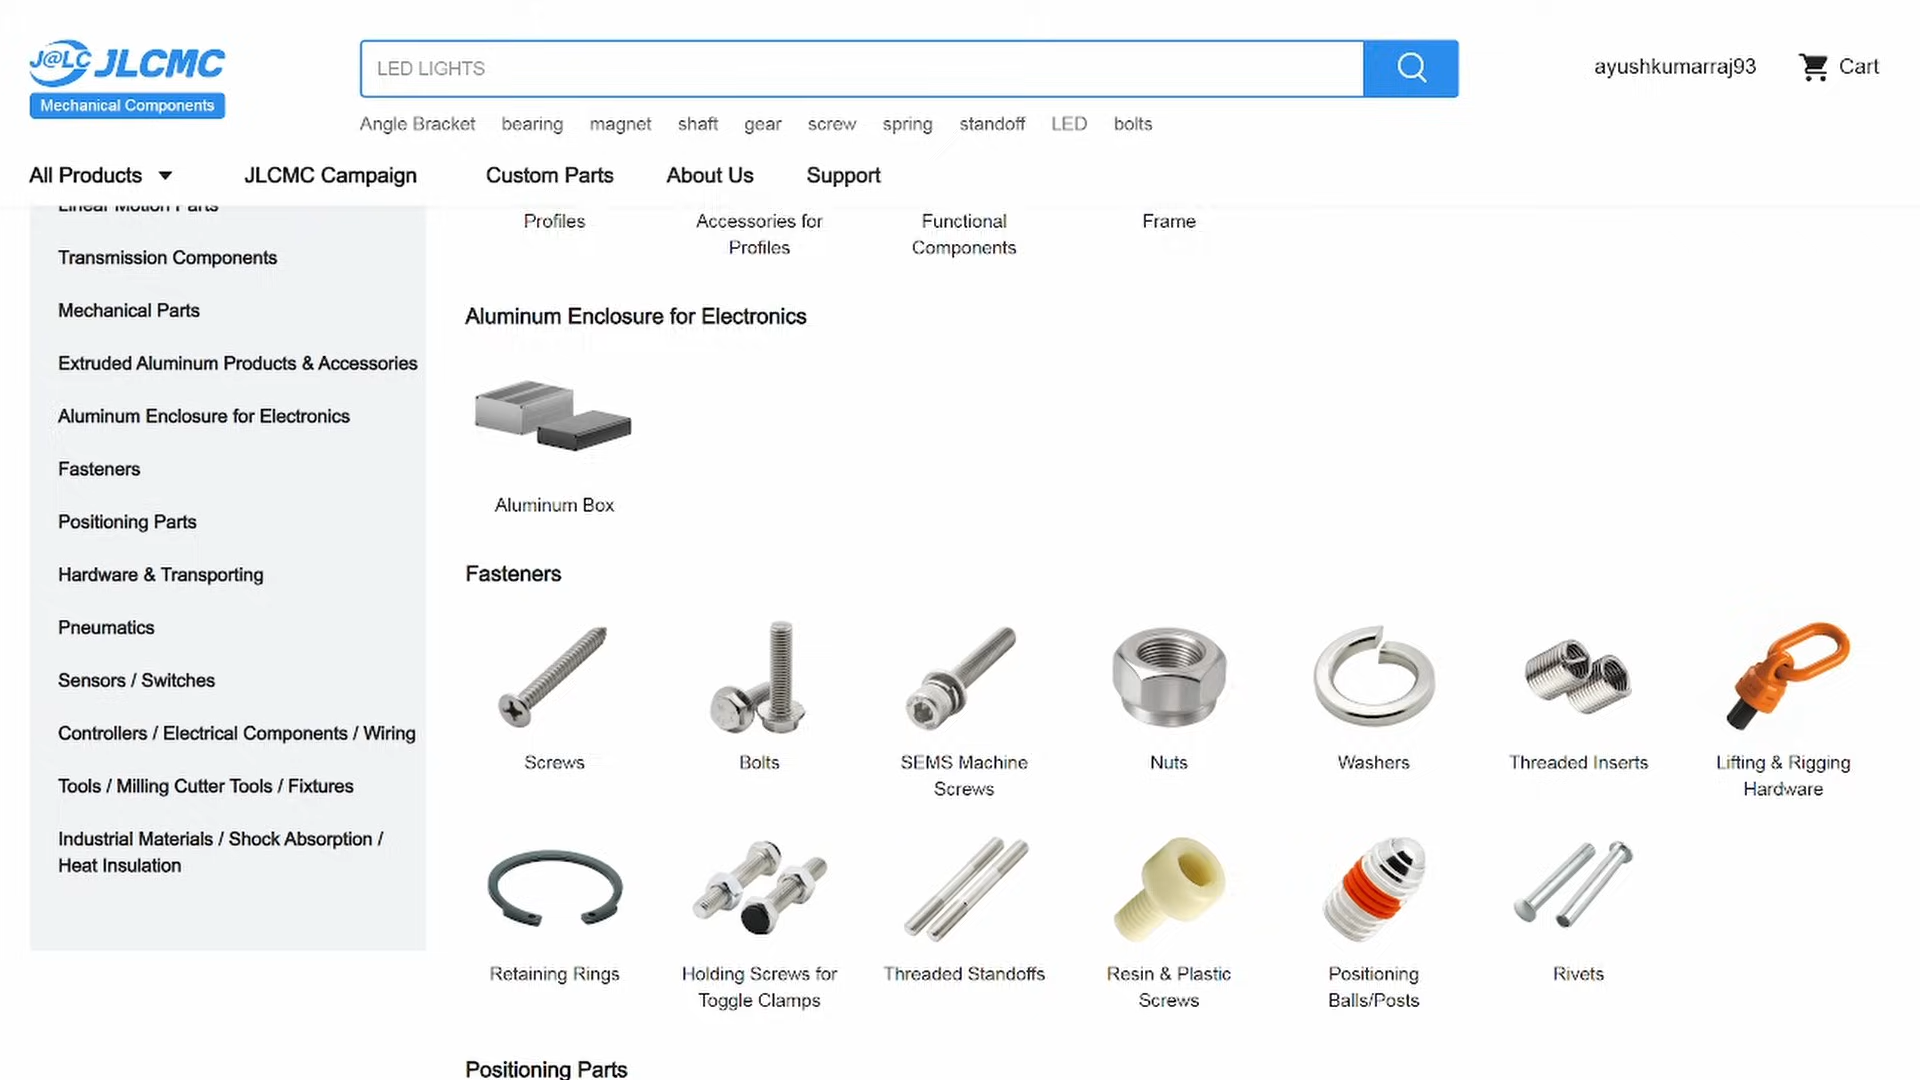 J@LC JLCMC
Mechanical Components
LED LIGHTS
ayushkumarraj93
Cart
Angle Bracket bearing magnet shaft gear screw spring standoff LED bolts
All Products JLCMC Campaign Custom Parts About Us Support
Linear Motion Parts
Transmission Components
Mechanical Parts
Extruded Aluminum Products & Accessories
Aluminum Enclosure for Electronics
Fasteners
Positioning Parts
Hardware & Transporting
Pneumatics
Sensors / Switches
Controllers / Electrical Components / Wiring
Tools / Milling Cutter Tools / Fixtures
Industrial Materials / Shock Absorption /
Heat Insulation
Profiles
Accessories for
Profiles
Functional
Components
Frame
Aluminum Enclosure for Electronics
Aluminum Box
Fasteners
Screws
Bolts
SEMS Machine
Screws
Nuts
Washers
Threaded Inserts
Lifting & Rigging
Hardware
Retaining Rings
Holding Screws for
Toggle Clamps
Threaded Standoffs
Resin & Plastic
Screws
Positioning
Balls/Posts
Rivets
Positioning Parts